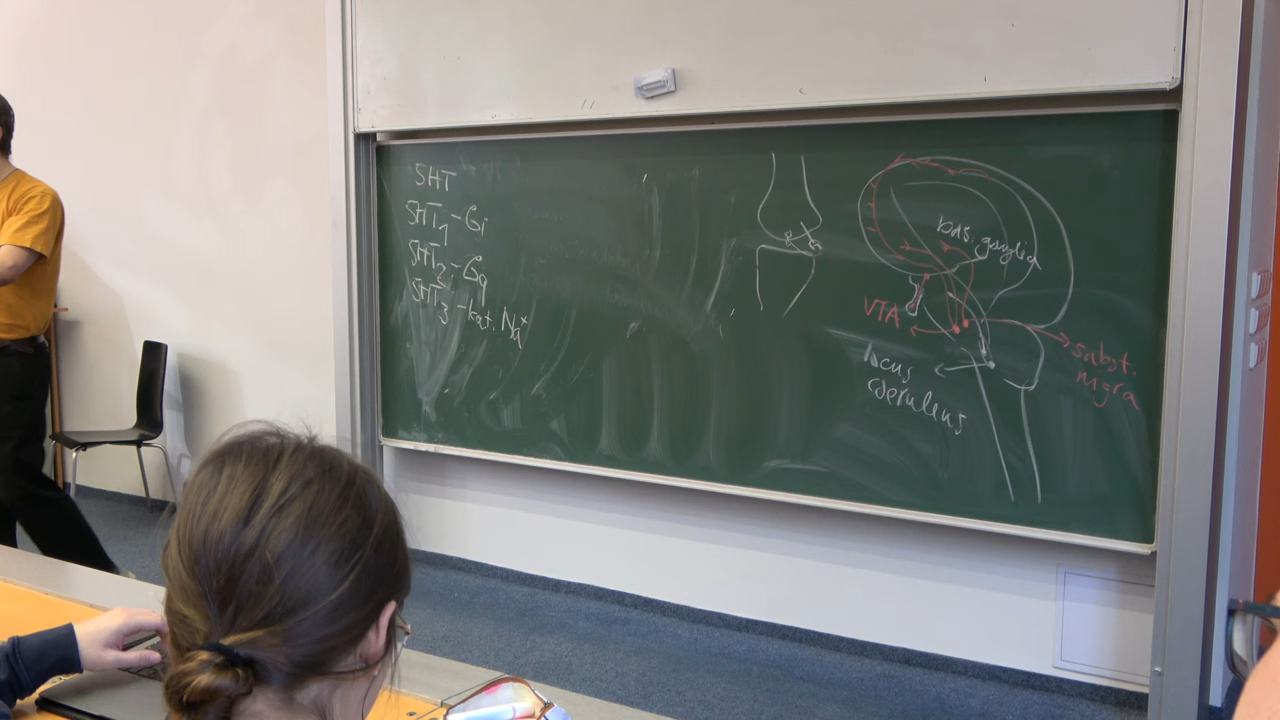 5HT
5HT1 - Gi
5HT2 - Gq
5HT3 - kat. Na+
bas. ganglia
VTA
locus
coeruleus
subst.
nigra